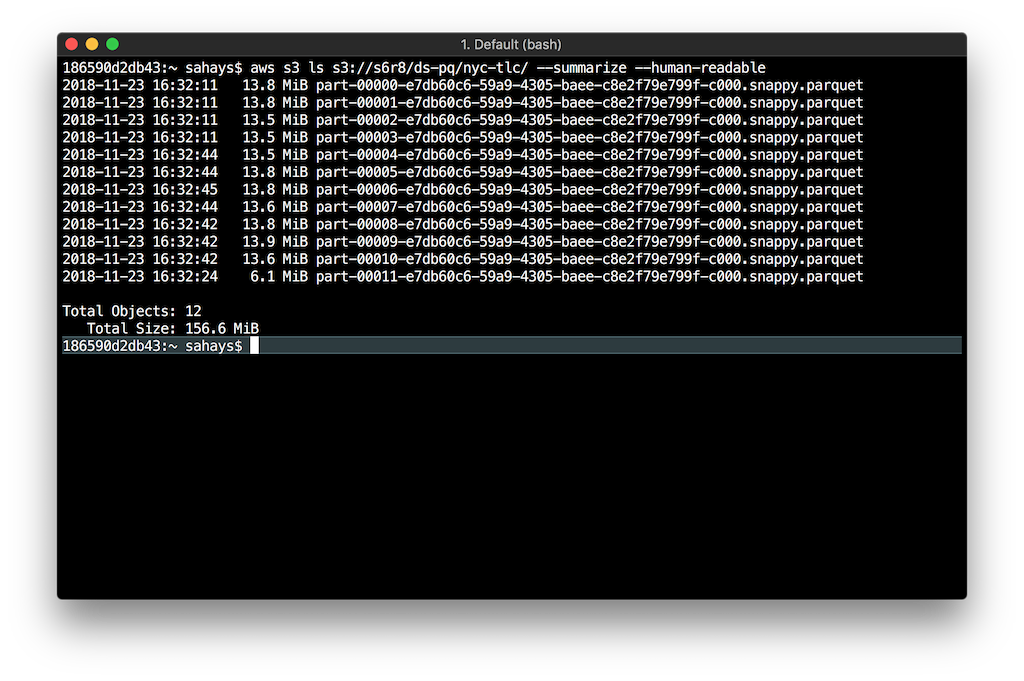 1. Default (bash)
186590d2db43:~ sahays$ aws s3 ls s3://s6r8/ds-pq/nyc-tlc/ --summarize --human-readable
2018-11-23 16:32:11   13.8 MiB part-00000-e7db60c6-59a9-4305-baee-c8e2f79e799f-c000.snappy.parquet
2018-11-23 16:32:11   13.8 MiB part-00001-e7db60c6-59a9-4305-baee-c8e2f79e799f-c000.snappy.parquet
2018-11-23 16:32:11   13.5 MiB part-00002-e7db60c6-59a9-4305-baee-c8e2f79e799f-c000.snappy.parquet
2018-11-23 16:32:11   13.5 MiB part-00003-e7db60c6-59a9-4305-baee-c8e2f79e799f-c000.snappy.parquet
2018-11-23 16:32:44   13.5 MiB part-00004-e7db60c6-59a9-4305-baee-c8e2f79e799f-c000.snappy.parquet
2018-11-23 16:32:44   13.8 MiB part-00005-e7db60c6-59a9-4305-baee-c8e2f79e799f-c000.snappy.parquet
2018-11-23 16:32:45   13.8 MiB part-00006-e7db60c6-59a9-4305-baee-c8e2f79e799f-c000.snappy.parquet
2018-11-23 16:32:44   13.6 MiB part-00007-e7db60c6-59a9-4305-baee-c8e2f79e799f-c000.snappy.parquet
2018-11-23 16:32:42   13.8 MiB part-00008-e7db60c6-59a9-4305-baee-c8e2f79e799f-c000.snappy.parquet
2018-11-23 16:32:42   13.9 MiB part-00009-e7db60c6-59a9-4305-baee-c8e2f79e799f-c000.snappy.parquet
2018-11-23 16:32:42   13.6 MiB part-00010-e7db60c6-59a9-4305-baee-c8e2f79e799f-c000.snappy.parquet
2018-11-23 16:32:24    6.1 MiB part-00011-e7db60c6-59a9-4305-baee-c8e2f79e799f-c000.snappy.parquet
Total Objects: 12
Total Size: 156.6 MiB
186590d2db43:~ sahays$